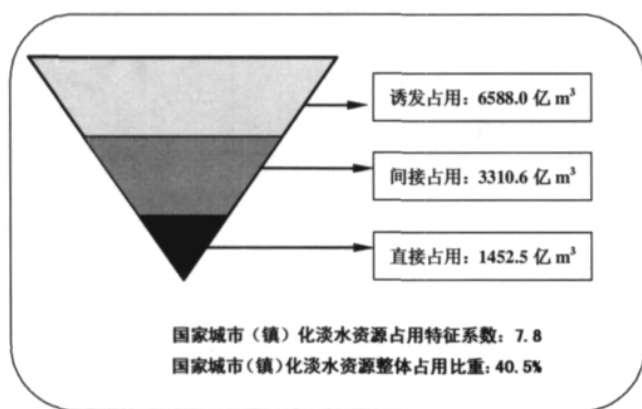 诱发占用：6588.0 亿 m³
间接占用：3310.6 亿 m³
直接占用：1452.5 亿 m³
国家城市（镇）化淡水资源占用特征系数：7.8
国家城市（镇）化淡水资源整体占用比重：40.5%